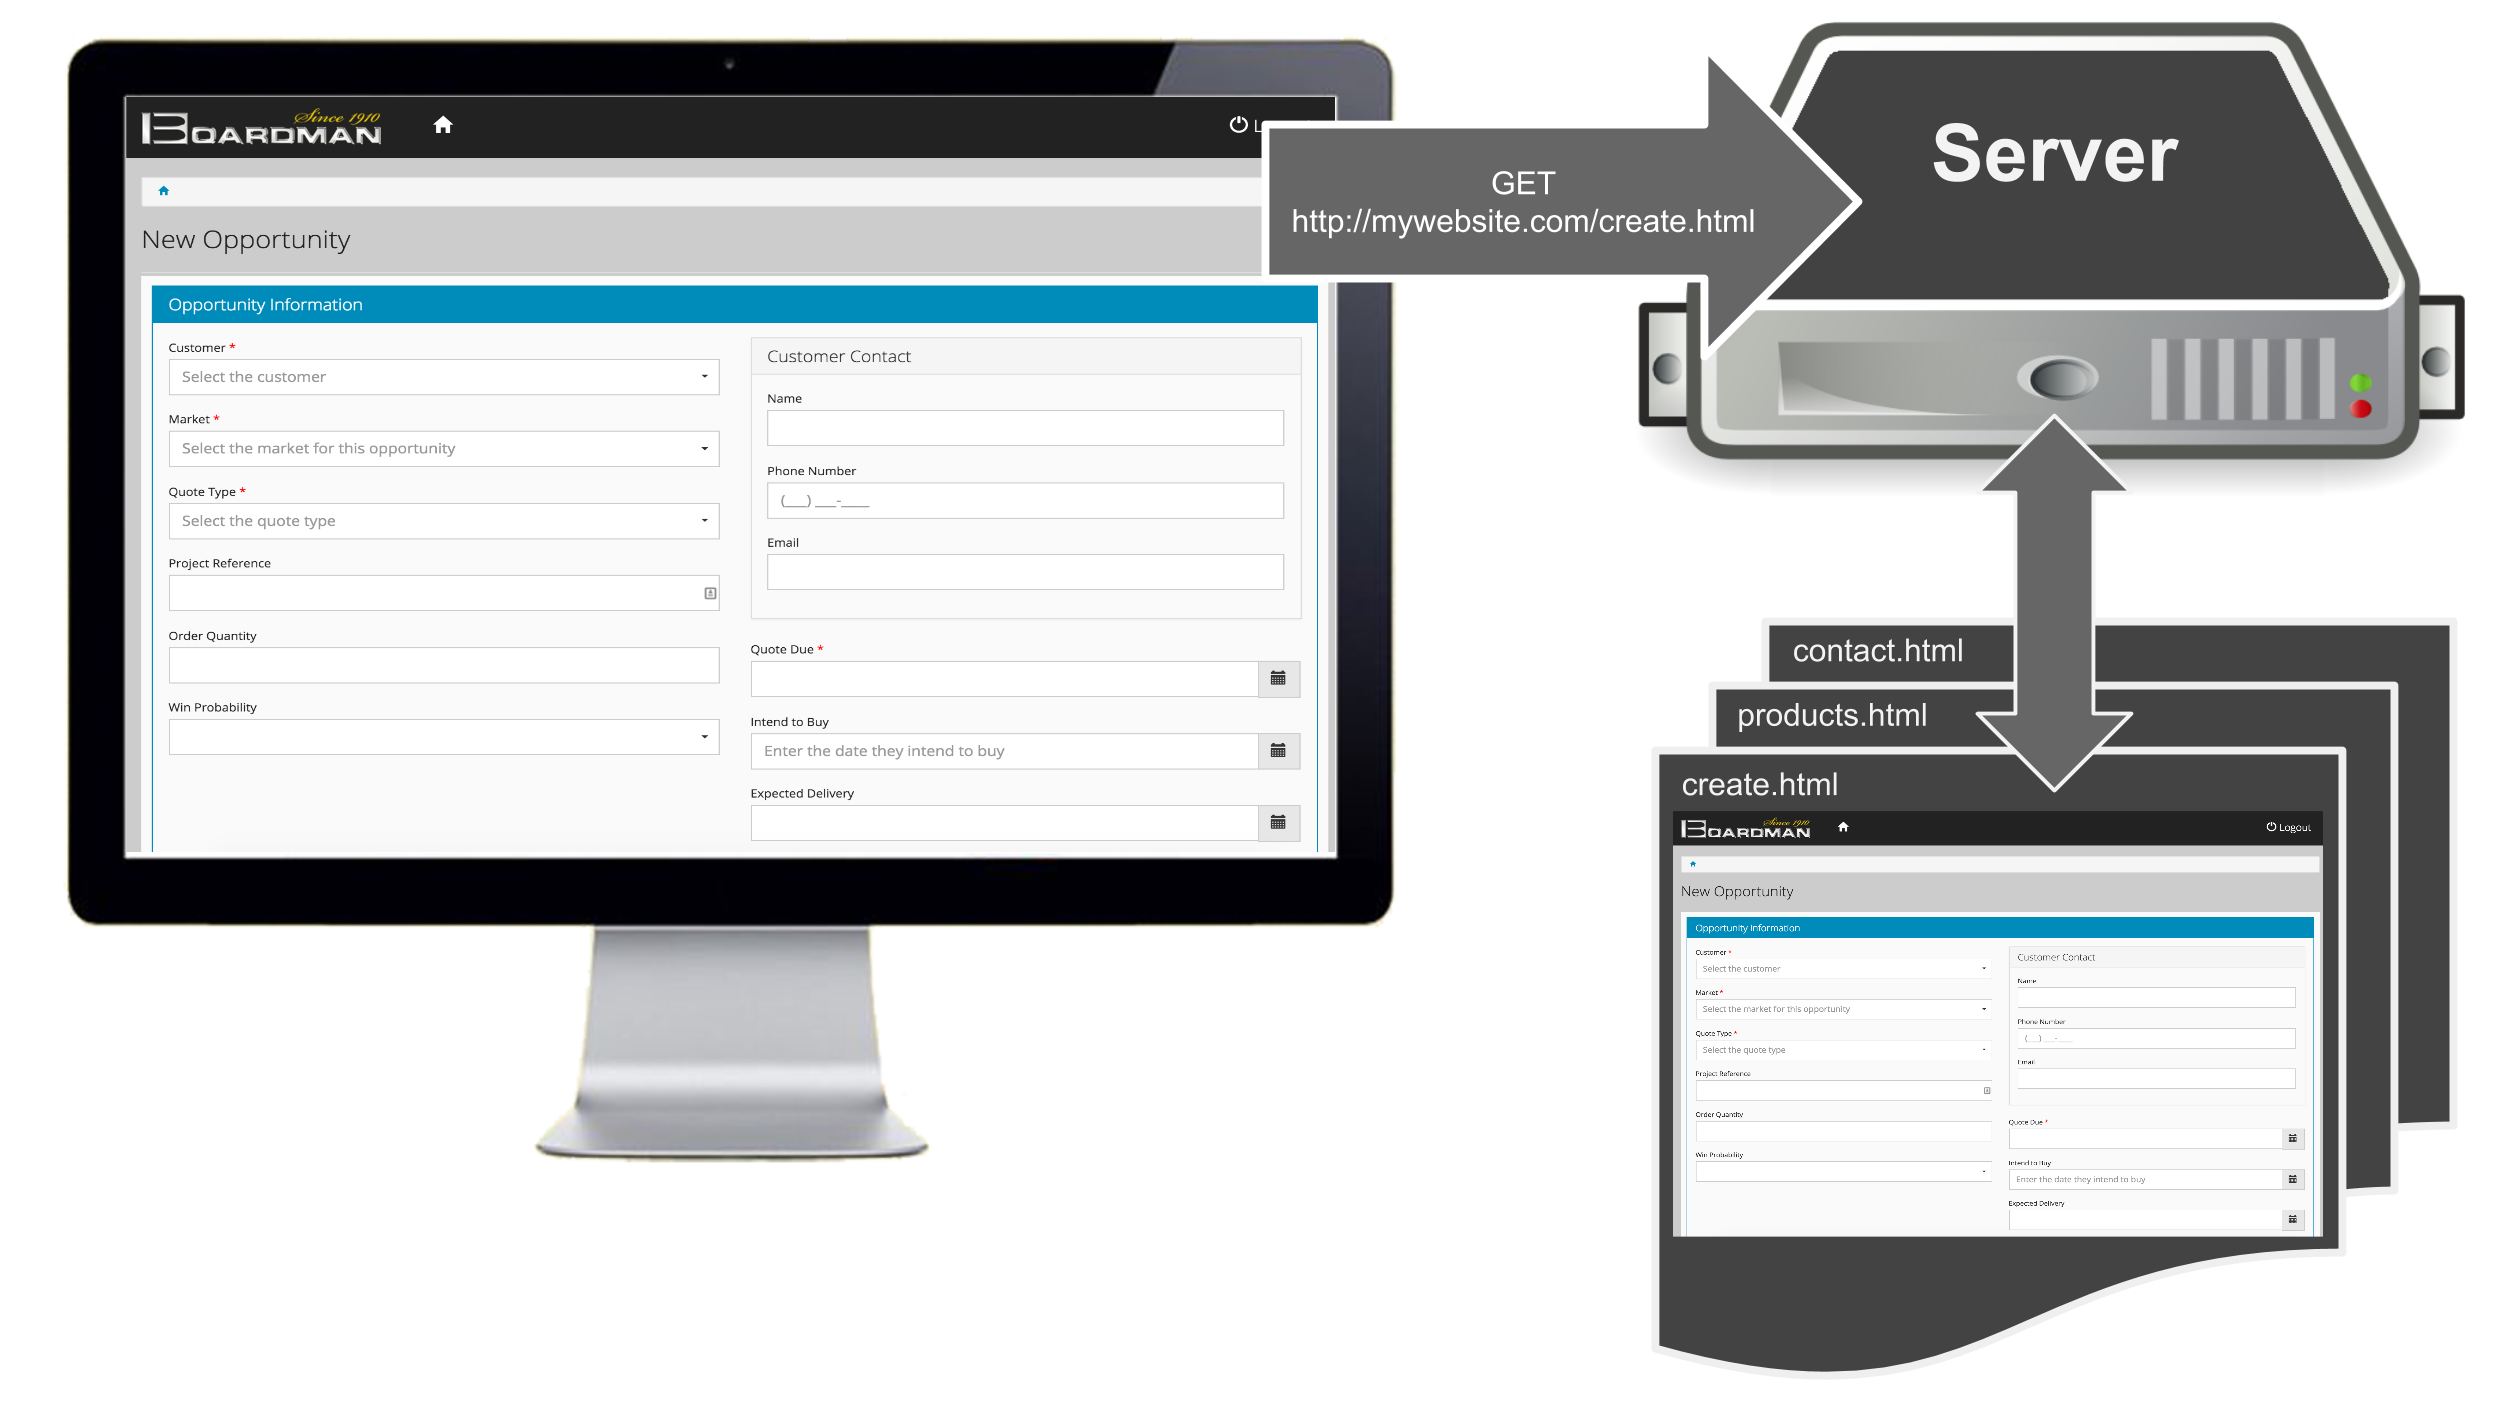 Since 1910
BOARDMAN
New Opportunity
Opportunity Information
Customer *
Select the customer
Market *
Select the market for this opportunity
Quote Type *
Select the quote type
Project Reference
Order Quantity
Win Probability
Customer Contact
Name
Phone Number
(___) ___-____
Email
Quote Due *
Intend to Buy
Enter the date they intend to buy
Expected Delivery
GET
http://mywebsite.com/create.html
Server
contact.html
products.html
create.html
Since 1910
BOARDMAN
Logout
New Opportunity
Opportunity Information
Customer *
Select the customer
Market *
Select the market for this opportunity
Quote Type *
Select the quote type
Project Reference
Order Quantity
Win Probability
Customer Contact
Name
Phone Number
(___) ___-____
Email
Quote Due *
Intend to Buy
Enter the date they intend to buy
Expected Delivery